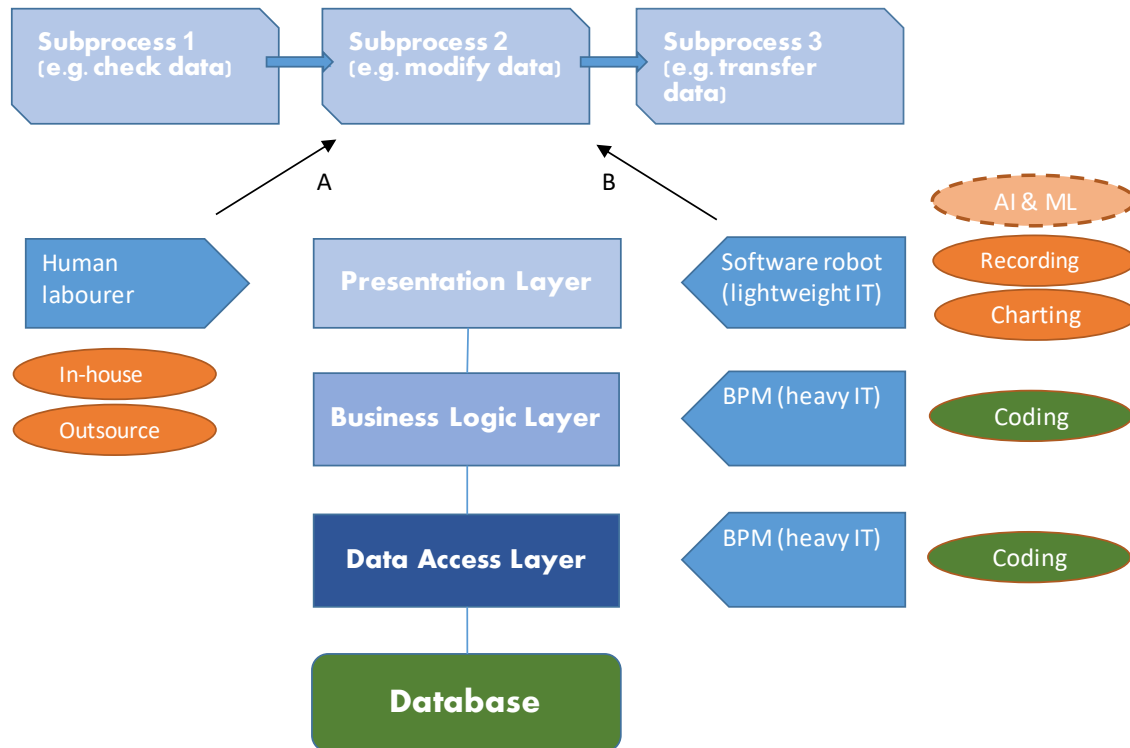 Subprocess 1
(e.g. check data)
Subprocess 2
(e.g. modify data)
Subprocess 3
(e.g. transfer
data)
A
B
AI & ML
Human
labourer
Presentation Layer
Software robot
(lightweight IT)
Recording
Charting
In-house
Outsource
Business Logic Layer
BPM (heavy IT)
Coding
Data Access Layer
BPM (heavy IT)
Coding
Database